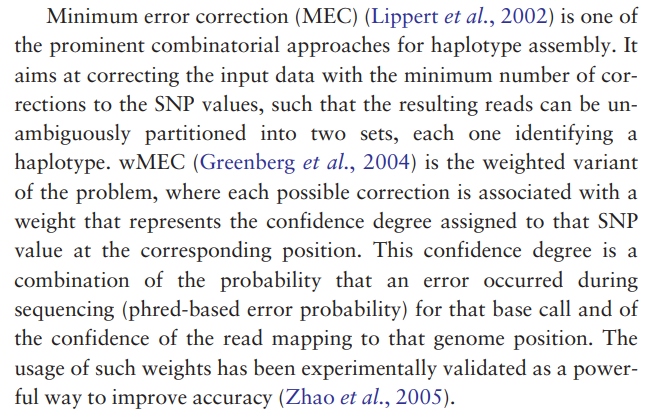 Minimum error correction (MEC) (Lippert et al., 2002) is one of
the prominent combinatorial approaches for haplotype assembly. It
aims at correcting the input data with the minimum number of cor-
rections to the SNP values, such that the resulting reads can be un-
ambiguously partitioned into two sets, each one identifying a
haplotype. wMEC (Greenberg et al., 2004) is the weighted variant
of the problem, where each possible correction is associated with a
weight that represents the confidence degree assigned to that SNP
value at the corresponding position. This confidence degree is a
combination of the probability that an error occurred during
sequencing (phred-based error probability) for that base call and of
the confidence of the read mapping to that genome position. The
usage of such weights has been experimentally validated as a power-
ful way to improve accuracy (Zhao et al., 2005).